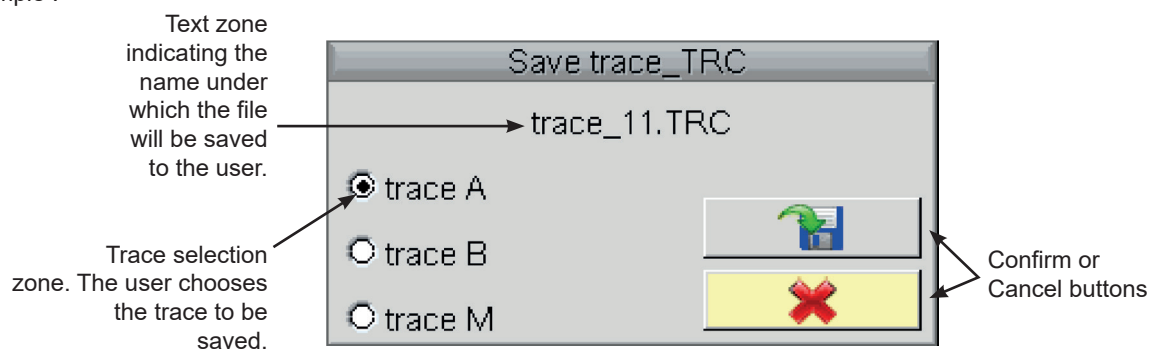 Text zone
indicating the
name under
which the file
will be saved
to the user.
Save trace_TRC
trace_11.TRC
trace A
trace B
trace M
Trace selection
zone. The user chooses
the trace to be
saved.
Confirm or
Cancel buttons